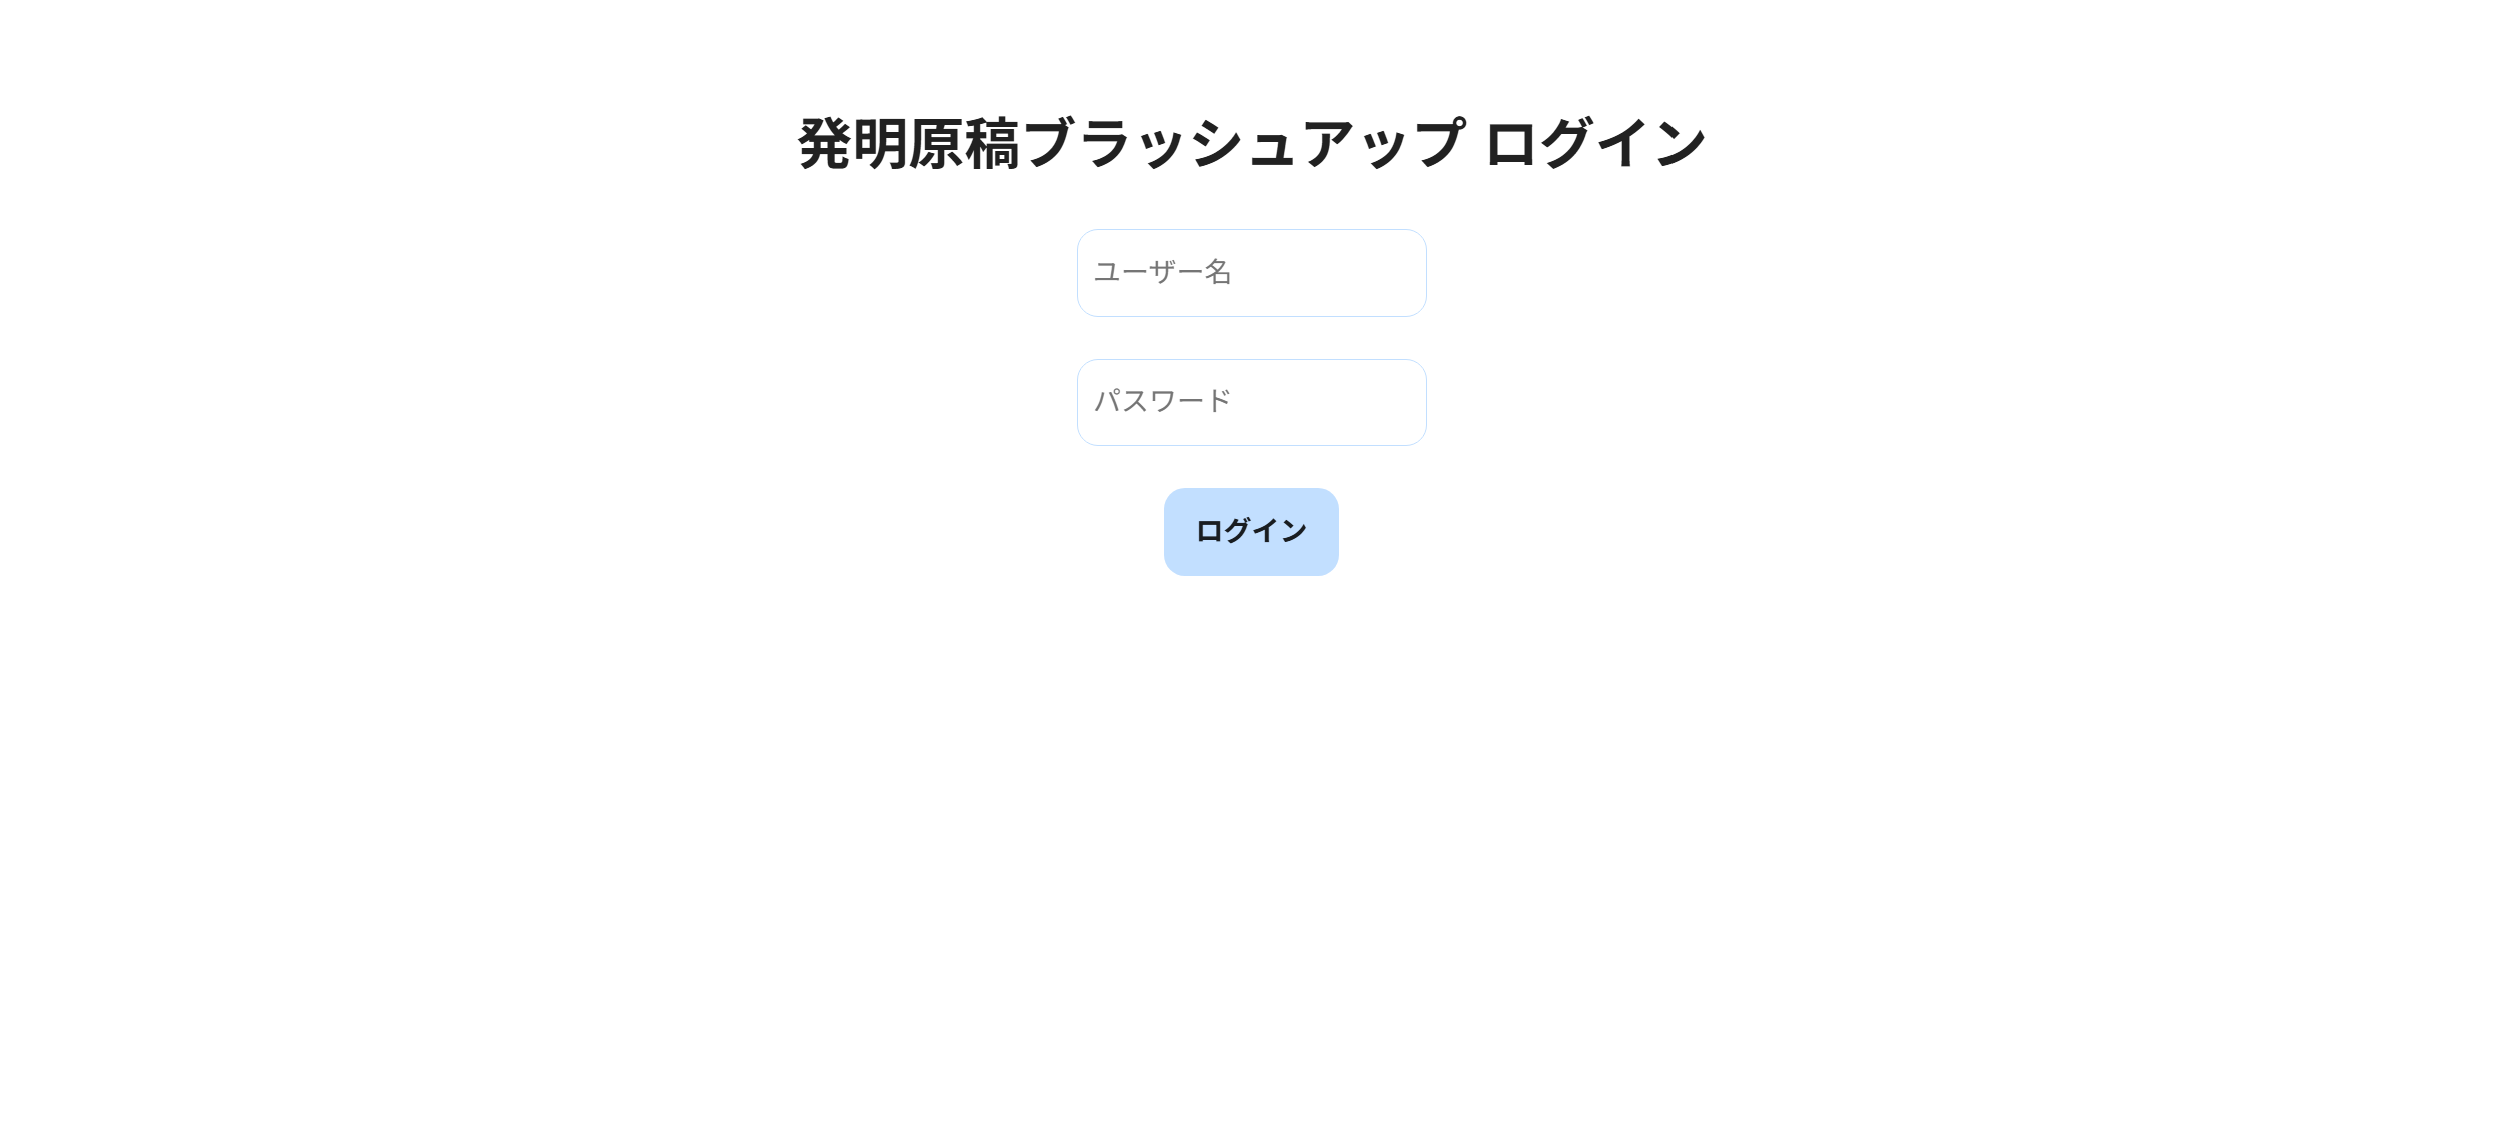 発明原稿ブラッシュアップ ログイン
ユーザー名
パスワード
ログイン